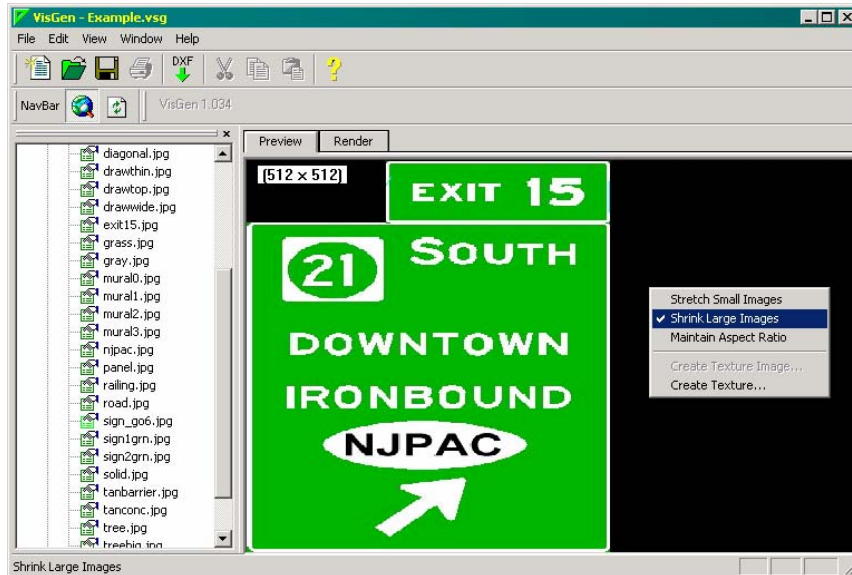 VisGen - Example.vsg
File Edit View Window Help
DXF
NavBar VisGen 1.034
Preview Render
diagonal.jpg
drawthin.jpg
drawtop.jpg
drawwide.jpg
exit15.jpg
grass.jpg
gray.jpg
mural0.jpg
mural1.jpg
mural2.jpg
mural3.jpg
njpac.jpg
panel.jpg
railing.jpg
road.jpg
sign_go6.jpg
sign1grn.jpg
sign2grn.jpg
solid.jpg
tanbarrier.jpg
tanconc.jpg
tree.jpg
treebig.jpg
(512 x 512)
EXIT 15
21 SOUTH
DOWNTOWN
IRONBOUND
NJPAC
Stretch Small Images
Shrink Large Images
Maintain Aspect Ratio
Create Texture Image...
Create Texture...
Shrink Large Images